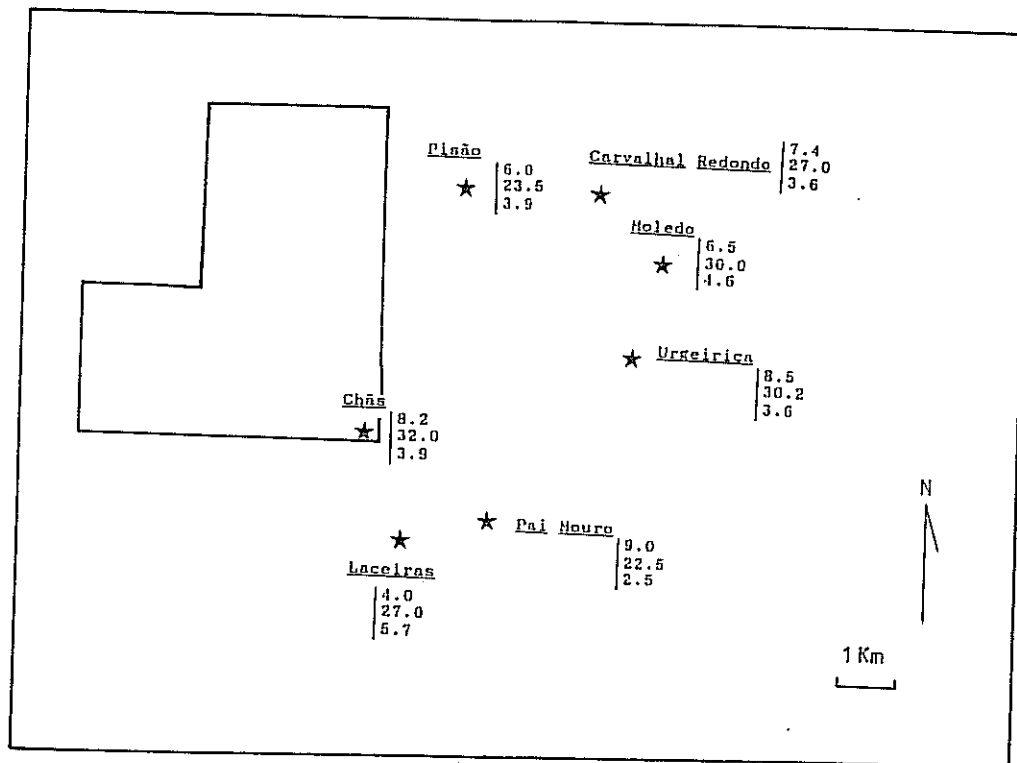 Pisão
6.0
23.5
3.9
Carvalhal Redondo
7.4
27.0
3.6
Moledo
6.5
30.0
4.6
Urgeiriça
8.5
30.2
3.6
Chãs
8.2
32.0
3.9
Pai Mouro
9.0
22.5
2.5
Laceiras
4.0
27.0
5.7
N
1 Km